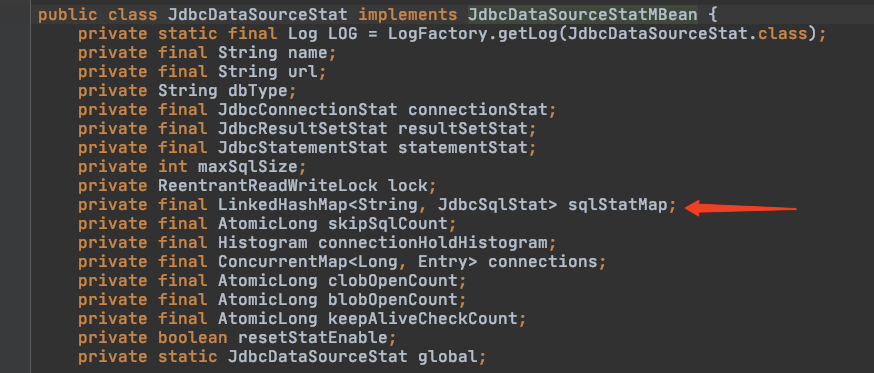 public class JdbcDataSourceStat implements JdbcDataSourceStatMBean {
private static final Log LOG = LogFactory.getLog(JdbcDataSourceStat.class);
private final String name;
private final String url;
private String dbType;
private final JdbcConnectionStat connectionStat;
private final JdbcResultSetStat resultSetStat;
private final JdbcStatementStat statementStat;
private int maxSqlSize;
private ReentrantReadWriteLock lock;
private final LinkedHashMap<String, JdbcSqlStat> sqlStatMap;
private final AtomicLong skipSqlCount;
private final Histogram connectionHoldHistogram;
private final ConcurrentMap<Long, Entry> connections;
private final AtomicLong clobOpenCount;
private final AtomicLong blobOpenCount;
private final AtomicLong keepAliveCheckCount;
private boolean resetStatEnable;
private static JdbcDataSourceStat global;